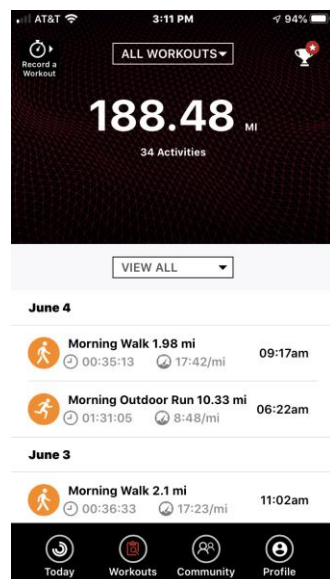 AT&T 3:11 PM 94%
Record a
Workout
ALL WORKOUTS
188.48 MI
34 Activities
VIEW ALL
June 4
Morning Walk 1.98 mi
00:35:13 17:42/mi 09:17am
Morning Outdoor Run 10.33 mi
01:31:05 8:48/mi 06:22am
June 3
Morning Walk 2.1 mi
00:36:33 17:23/mi 11:02am
Today Workouts Community Profile